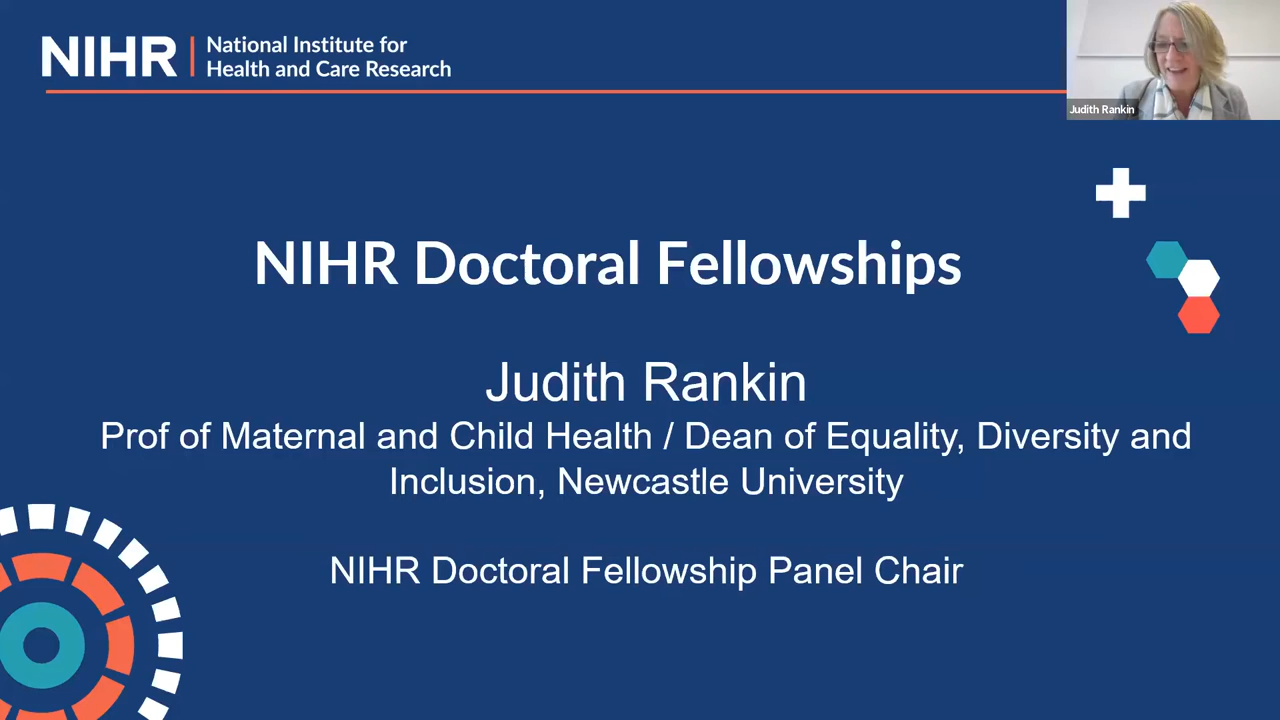 NIHR | National Institute for
Health and Care Research
Judith Rankin
NIHR Doctoral Fellowships
Judith Rankin
Prof of Maternal and Child Health / Dean of Equality, Diversity and
Inclusion, Newcastle University
NIHR Doctoral Fellowship Panel Chair